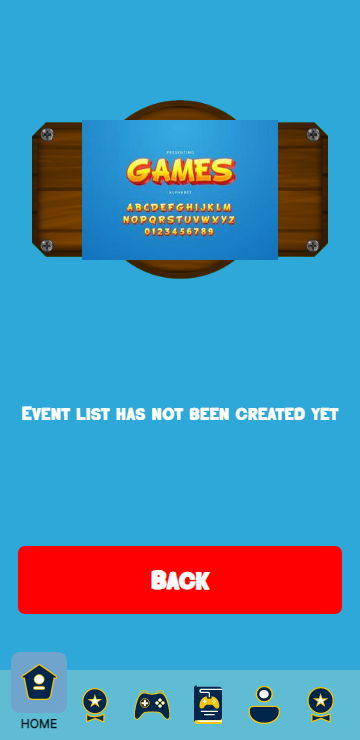 PRESENTING
GAMES
ALPHABET
ABCDEFGHIJKLM
NOPQRSTUVWXYZ
0123456789
EVENT LIST HAS NOT BEEN CREATED YET
BACK
HOME